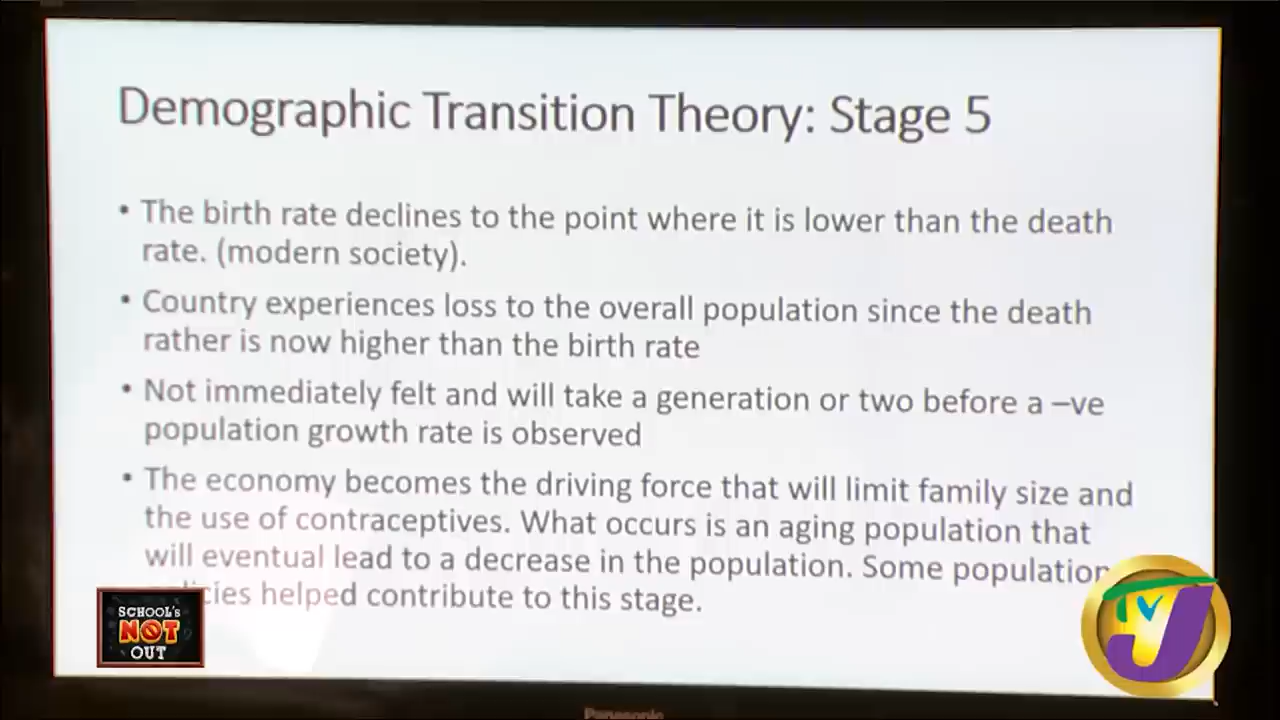 Demographic Transition Theory: Stage 5
• The birth rate declines to the point where it is lower than the death
rate. (modern society).
• Country experiences loss to the overall population since the death
rather is now higher than the birth rate
• Not immediately felt and will take a generation or two before a –ve
population growth rate is observed
• The economy becomes the driving force that will limit family size and
the use of contraceptives. What occurs is an aging population that
will eventual lead to a decrease in the population. Some population
helped contribute to this stage.
SCHOOL'S
NOT
OUT
TVJ
Panasonic